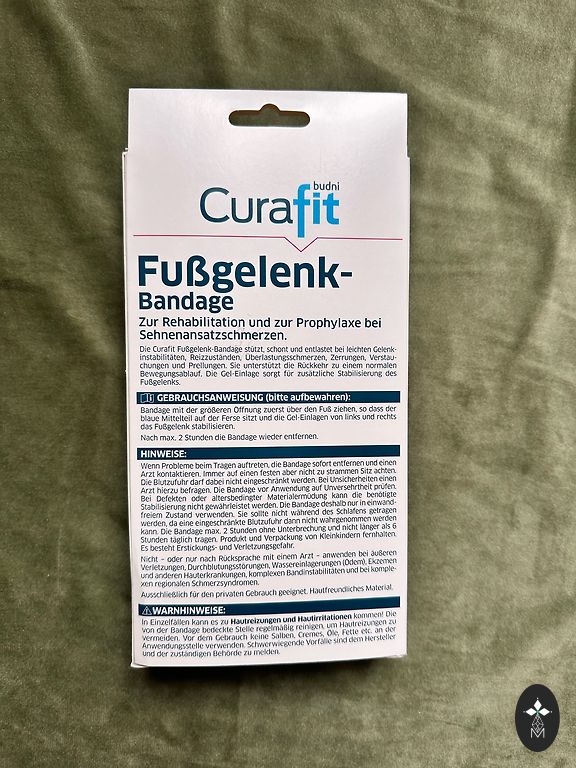 budni
Curafit
Fußgelenk-
Bandage
Zur Rehabilitation und zur Prophylaxe bei
Sehnenansatzschmerzen.
Die Curafit Fußgelenk-Bandage stützt, schont und entlastet bei leichten Gelenk-
instabilitäten, Reizzuständen, Überlastungsschmerzen, Zerrungen, Verstau-
chungen und Prellungen. Sie unterstützt die Rückkehr zu einem normalen
Bewegungsablauf. Die Gel-Einlage sorgt für zusätzliche Stabilisierung des
Fußgelenks.
GEBRAUCHSANWEISUNG (bitte aufbewahren):
Bandage mit der größeren Öffnung zuerst über den Fuß ziehen, so dass der
blaue Mittelteil auf der Ferse sitzt und die Gel-Einlagen von links und rechts
das Fußgelenk stabilisieren.
Nach max. 2 Stunden die Bandage wieder entfernen.
HINWEISE:
Wenn Probleme beim Tragen auftreten, die Bandage sofort entfernen und einen
Arzt kontaktieren. Immer auf einen festen aber nicht zu strammen Sitz achten.
Die Blutzufuhr darf dabei nicht eingeschränkt werden. Bei Unsicherheiten einen
Arzt hierzu befragen. Die Bandage vor Anwendung auf Unversehrtheit prüfen.
Bei Defekten oder altersbedingter Materialermüdung kann die benötigte
Stabilisierung nicht gewährleistet werden. Die Bandage deshalb nur in einwand-
freiem Zustand verwenden. Sie sollte nicht während des Schlafens getragen
werden, da eine eingeschränkte Blutzufuhr dann nicht wahrgenommen werden
kann. Die Bandage max. 2 Stunden ohne Unterbrechung und nicht länger als 6
Stunden täglich tragen. Produkt und Verpackung von Kleinkindern fernhalten.
Es besteht Erstickungs- und Verletzungsgefahr.
Nicht – oder nur nach Rücksprache mit einem Arzt – anwenden bei äußeren
Verletzungen, Durchblutungsstörungen, Wassereinlagerungen (Ödem), Ekzemen
und anderen Hauterkrankungen, komplexen Bandinstabilitäten und bei komple-
xen regionalen Schmerzsyndromen.
Ausschließlich für den privaten Gebrauch geeignet. Hautfreundliches Material.
WARNHINWEISE:
In Einzelfällen kann es zu Hautreizungen und Hautirritationen kommen! Die
von der Bandage bedeckte Stelle regelmäßig reinigen, um Hautreizungen zu
vermeiden. Vor dem Gebrauch keine Salben, Cremes, Öle, Fette etc. an der
Anwendungsstelle verwenden. Schwerwiegende Vorfälle sind dem Hersteller
und der zuständigen Behörde zu melden.
M